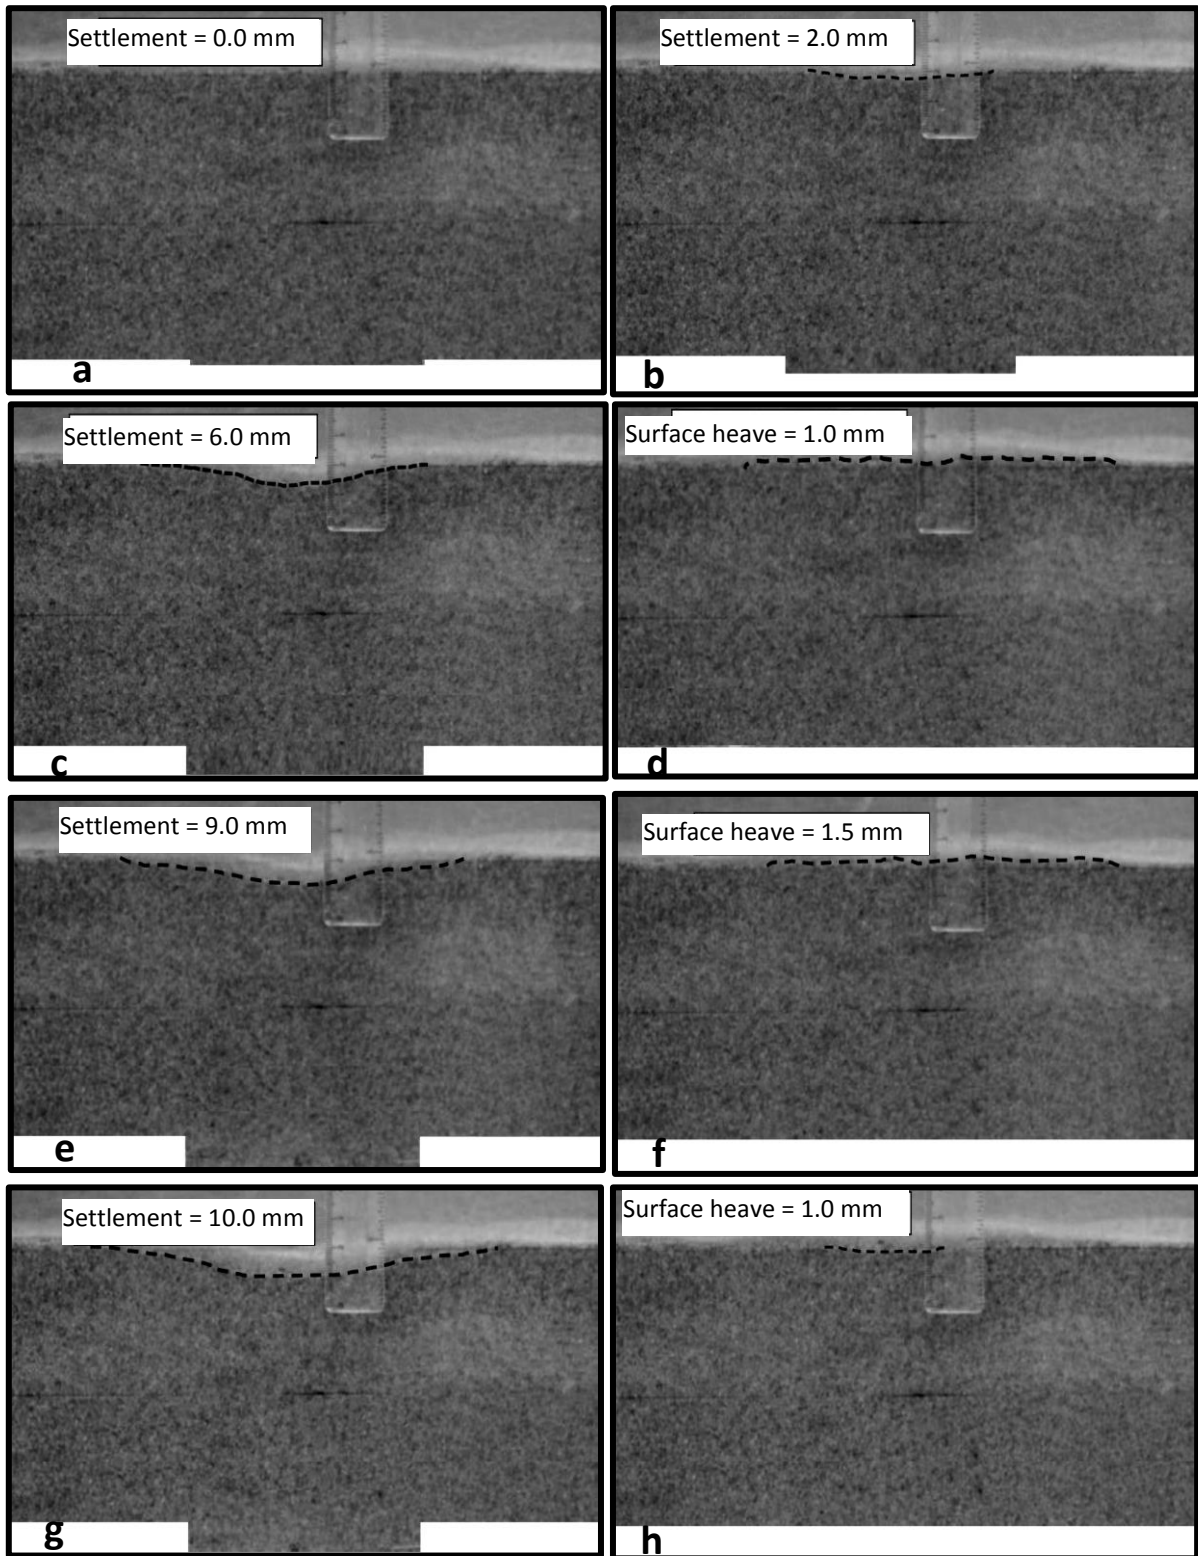 Settlement = 0.0 mm
a
Settlement = 2.0 mm
b
Settlement = 6.0 mm
c
Surface heave = 1.0 mm
d
Settlement = 9.0 mm
e
Surface heave = 1.5 mm
f
Settlement = 10.0 mm
g
Surface heave = 1.0 mm
h